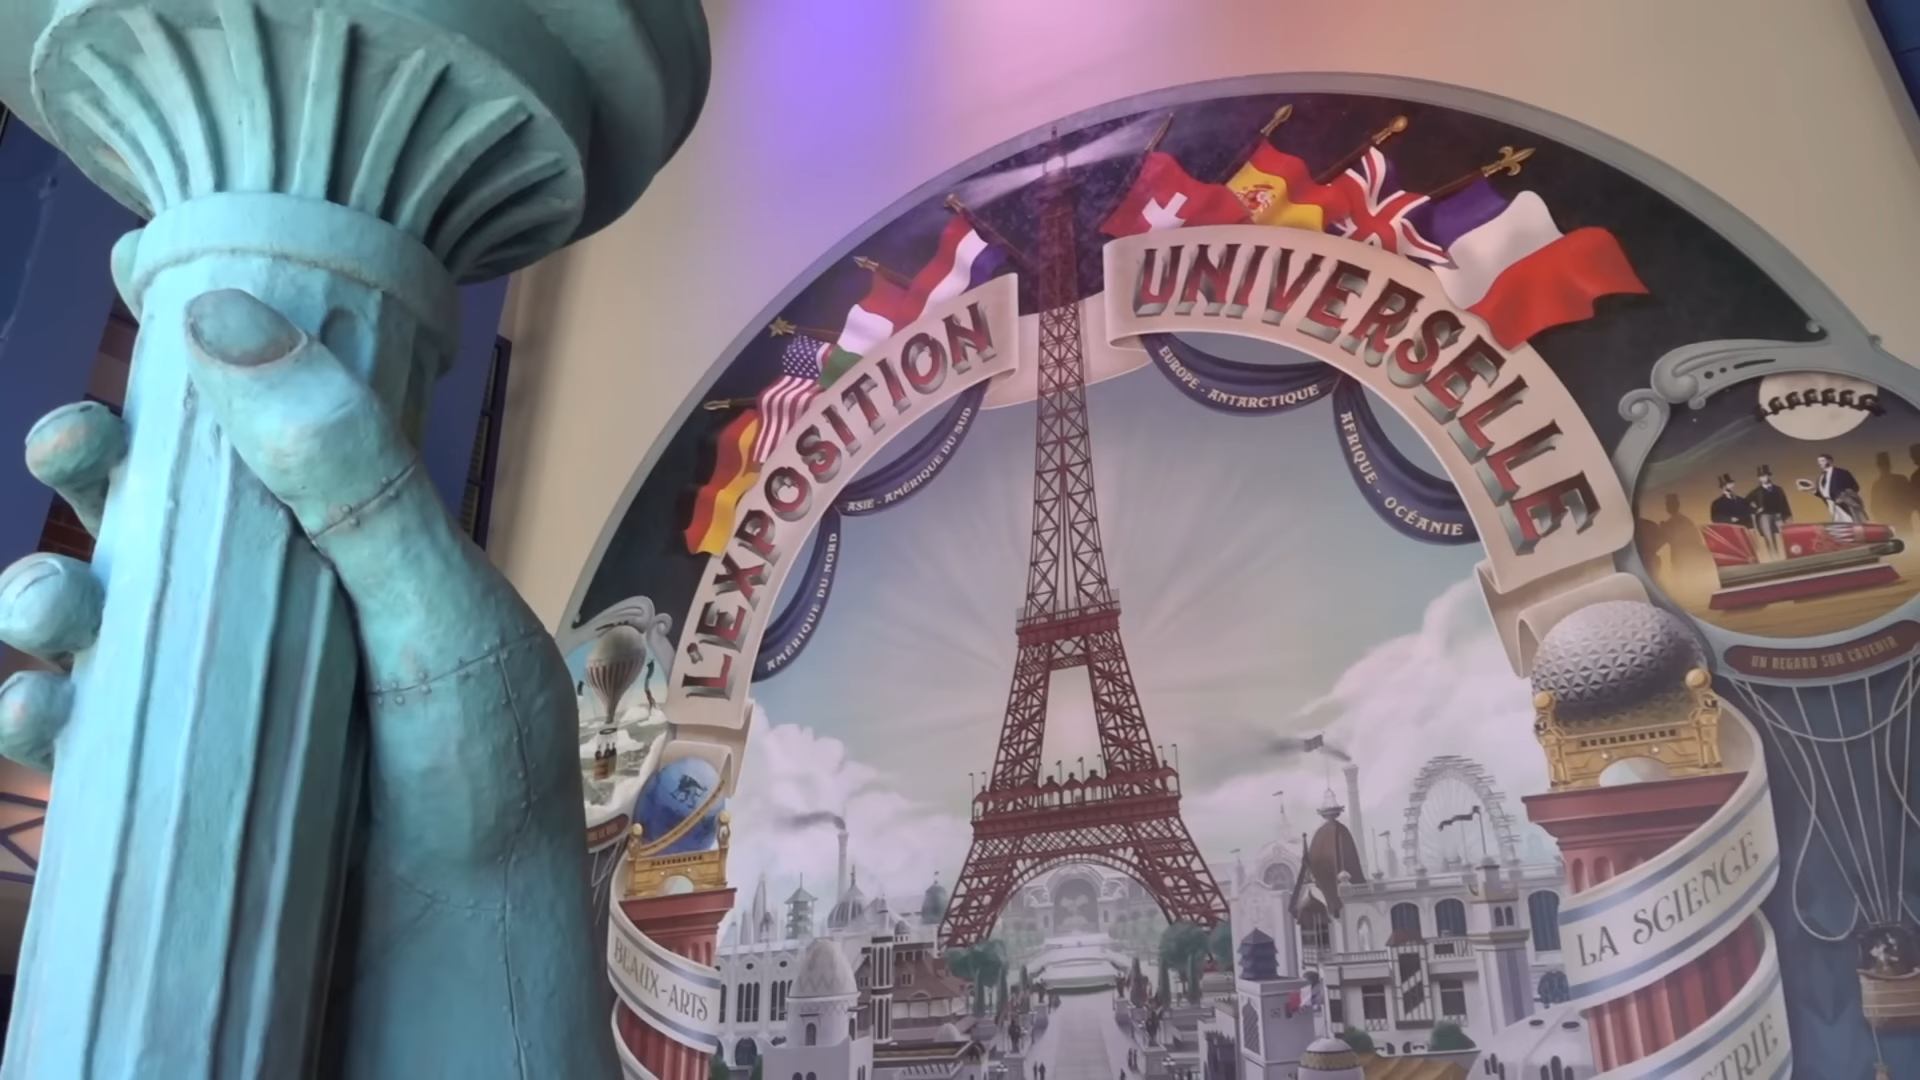 L'EXPOSITION
UNIVERSELLE
AMÉRIQUE DU NORD
ASIE - AMÉRIQUE DU SUD
EUROPE - ANTARCTIQUE
AFRIQUE - OCÉANIE
UN REGARD SUR L'AVENIR
BEAUX-ARTS
LA SCIENCE